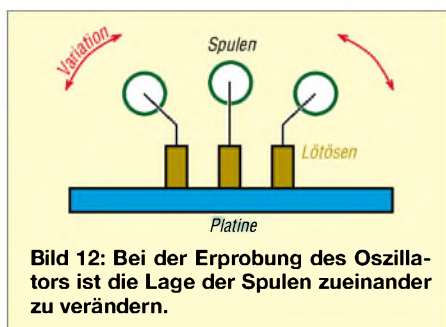 Variation
Spulen
Lötösen
Platine
Bild 12: Bei der Erprobung des Oszilla-
tors ist die Lage der Spulen zueinander
zu verändern.